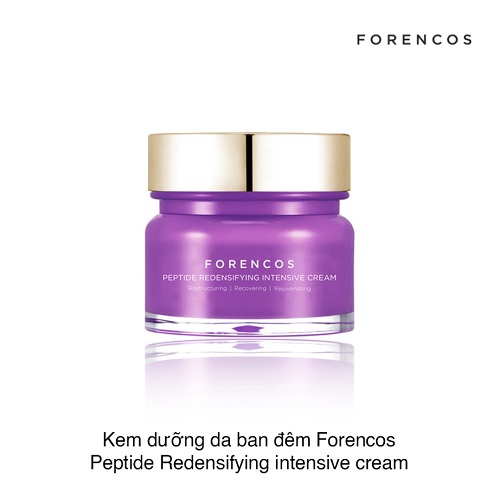 FORENCOS
FORENCOS
PEPTIDE REDENSIFYING INTENSIVE CREAM
Restructuring | Recovering | Rejuvenating
Kem dưỡng da ban đêm Forencos
Peptide Redensifying intensive cream